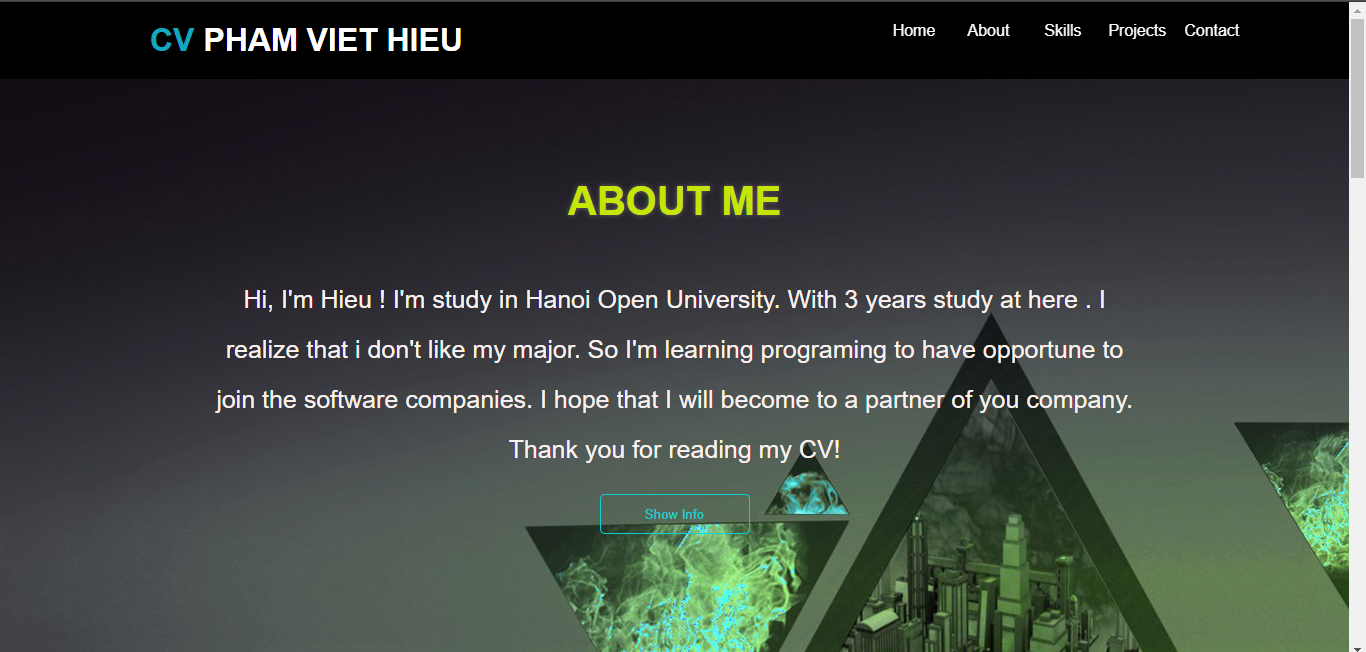 CV PHAM VIET HIEU
Home About Skills Projects Contact
ABOUT ME
Hi, I'm Hieu ! I'm study in Hanoi Open University. With 3 years study at here . I
realize that i don't like my major. So I'm learning programing to have opportune to
join the software companies. I hope that I will become to a partner of you company.
Thank you for reading my CV!
Show Info